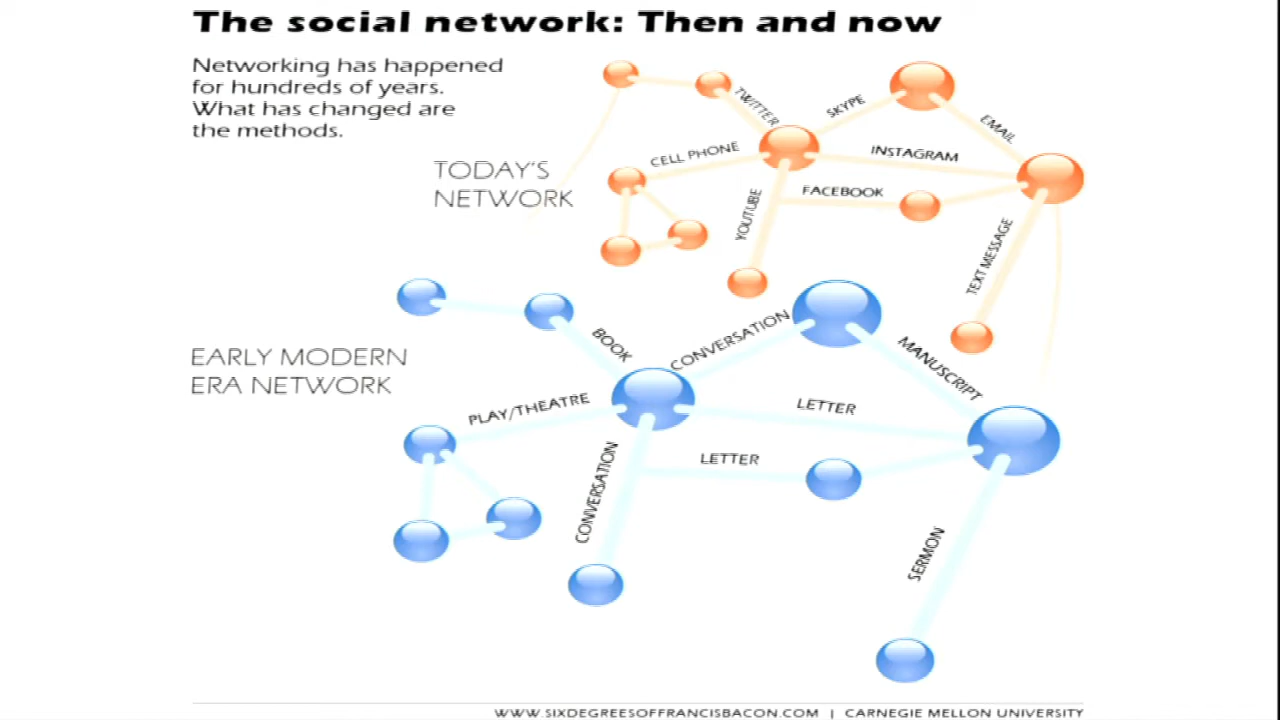 The social network: Then and now
Networking has happened
for hundreds of years.
What has changed are
the methods.
TODAY'S
NETWORK
TWITTER
SKYPE
EMAIL
CELL PHONE
INSTAGRAM
YOUTUBE
FACEBOOK
TEXT MESSAGE
EARLY MODERN
ERA NETWORK
BOOK
CONVERSATION
MANUSCRIPT
PLAY/THEATRE
LETTER
CONVERSATION
LETTER
SERMON
WWW.SIXDEGREESOFFRANCISBACON.COM | CARNEGIE MELLON UNIVERSITY